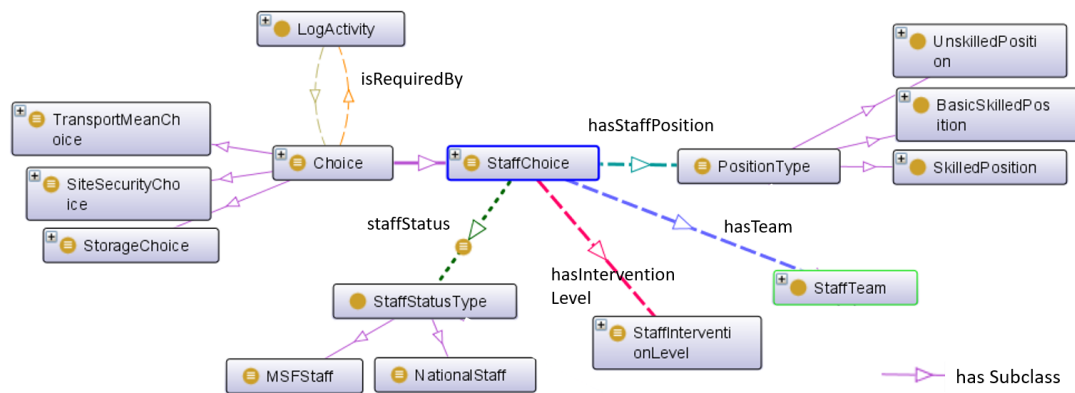 LogActivity
isRequiredBy
UnskilledPositi
on
BasicSkilledPos
ition
SkilledPosition
TransportMeanCh
oice
hasStaffPosition
Choice
StaffChoice
PositionType
SiteSecurityCho
ice
StorageChoice
staffStatus
hasTeam
hasIntervention
Level
StaffTeam
StaffStatusType
StaffInterventi
onLevel
MSFStaff
NationalStaff
has Subclass